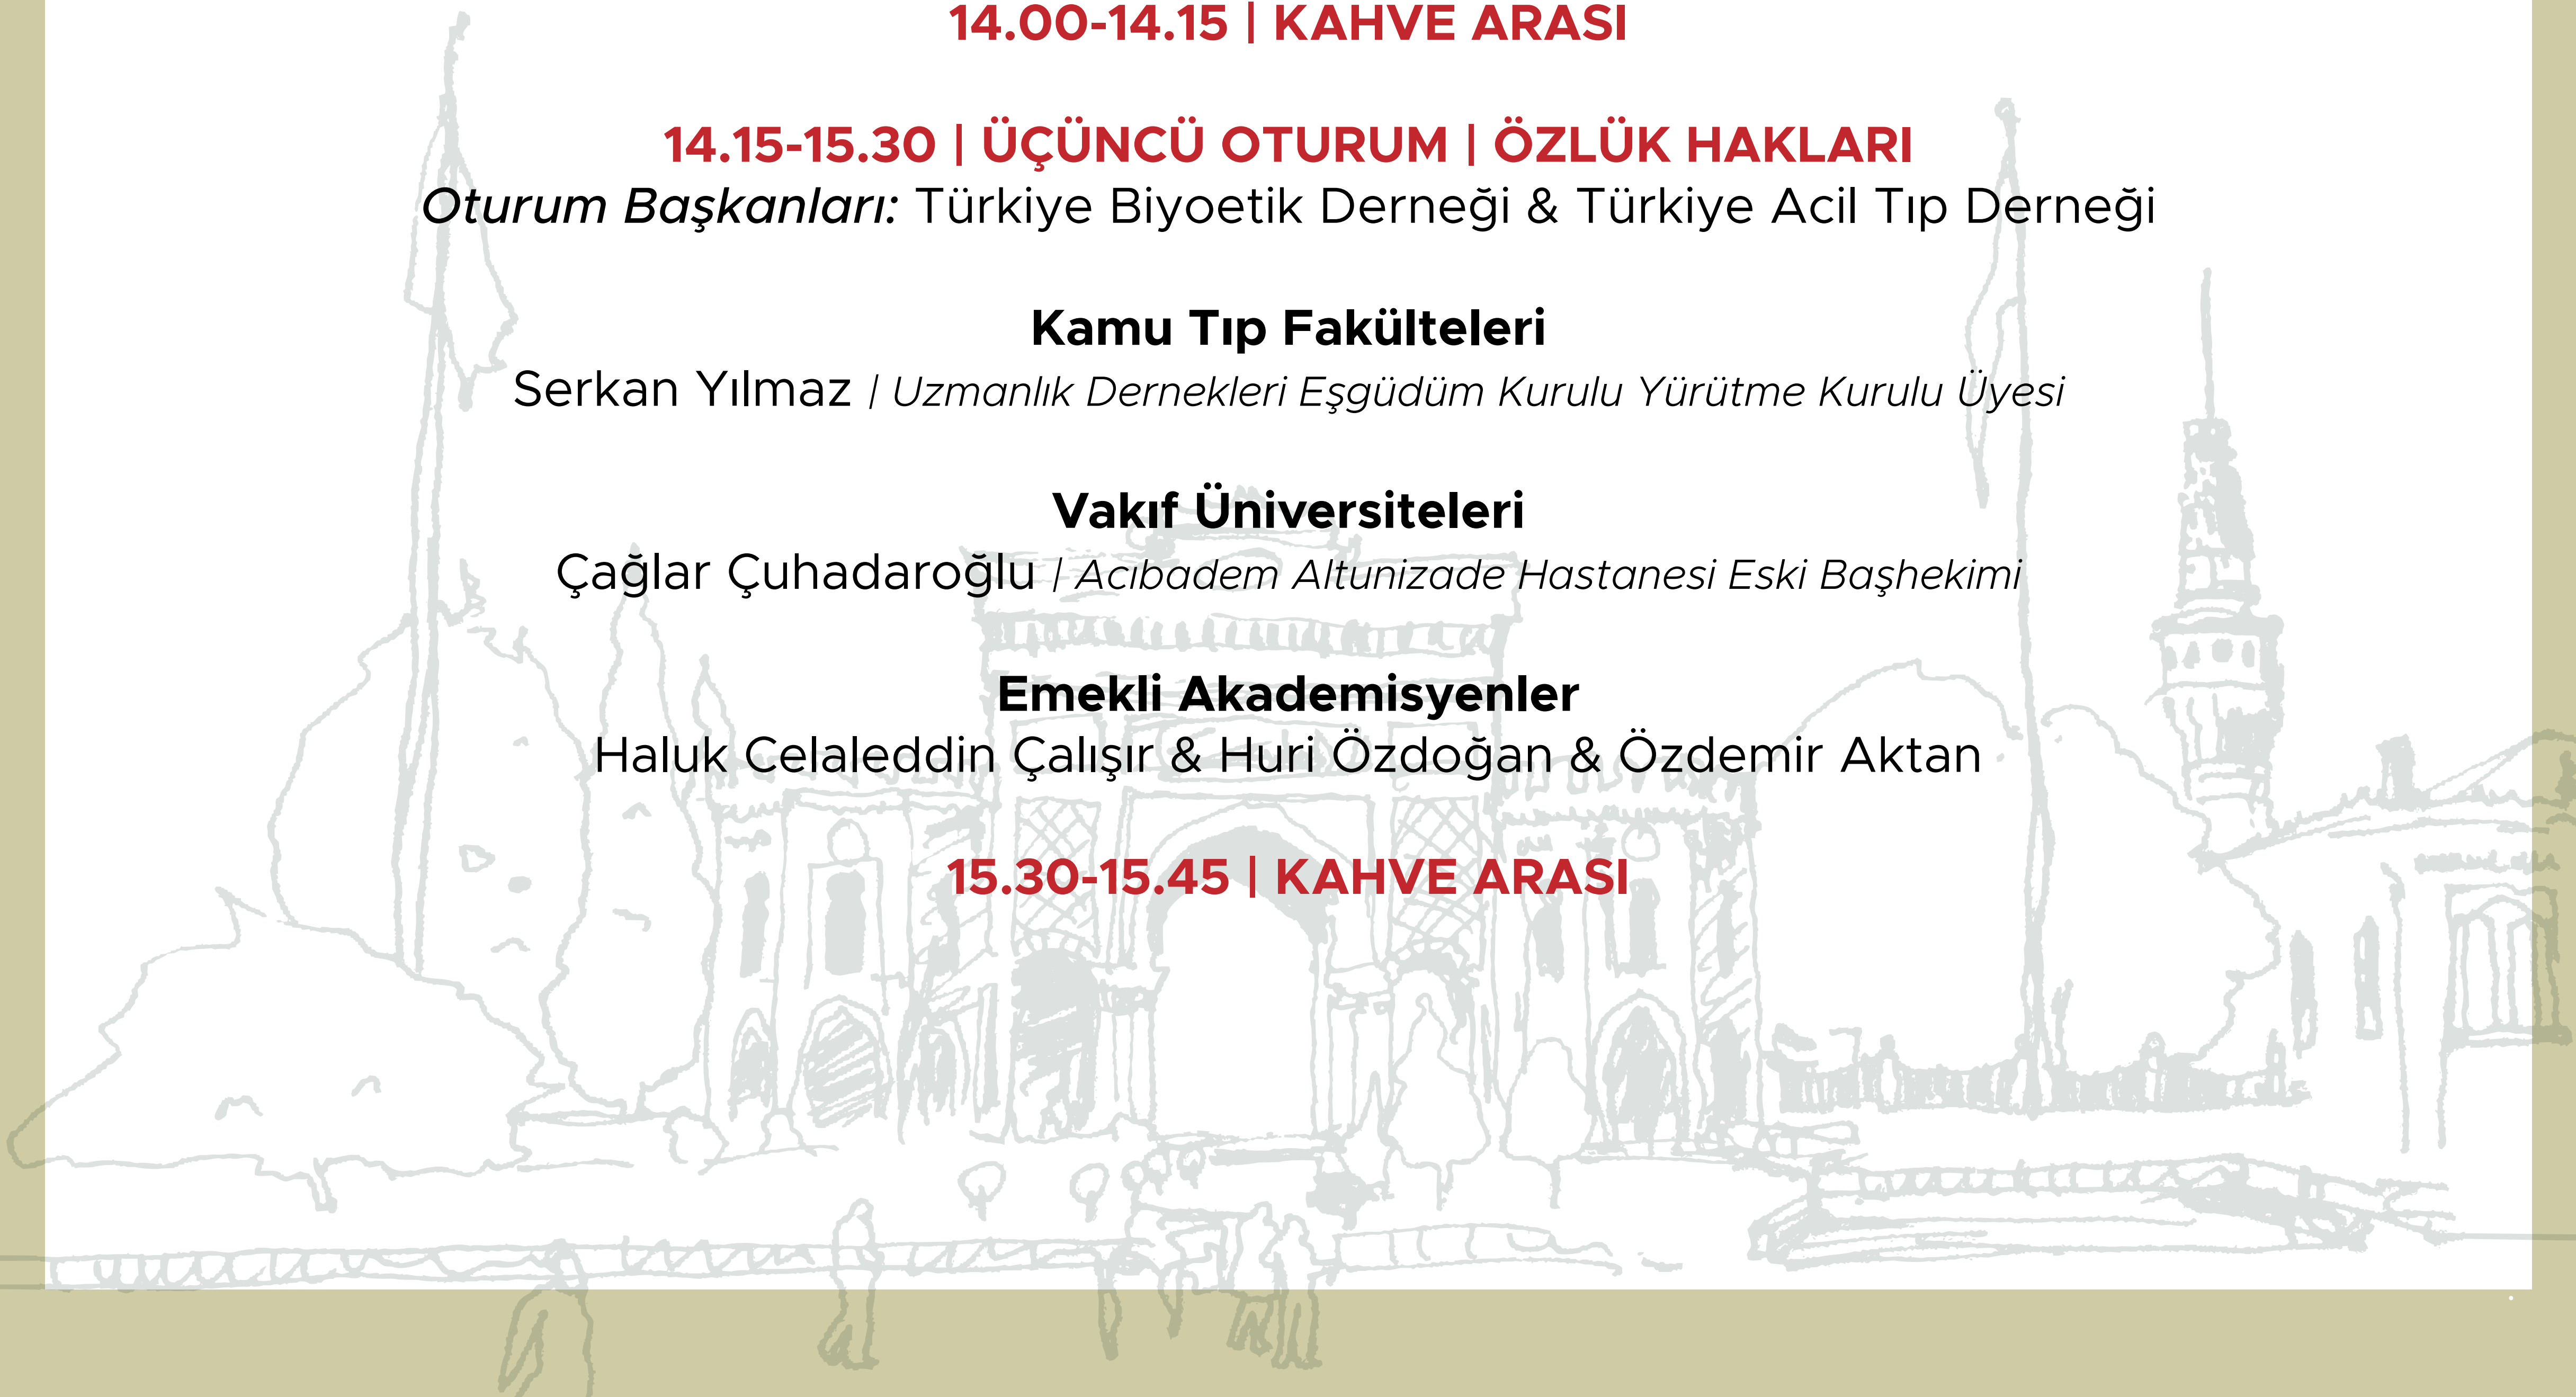 14.00-14.15 | KAHVE ARASI
14.15-15.30 | ÜÇÜNCÜ OTURUM | ÖZLÜK HAKLARI
Oturum Başkanları: Türkiye Biyoetik Derneği & Türkiye Acil Tıp Derneği
Kamu Tıp Fakülteleri
Serkan Yılmaz | Uzmanlık Dernekleri Eşgüdüm Kurulu Yürütme Kurulu Üyesi
Vakıf Üniversiteleri
Çağlar Çuhadaroğlu | Acıbadem Altunizade Hastanesi Eski Başhekimi
Emekli Akademisyenler
Haluk Celaleddin Çalışır & Huri Özdoğan & Özdemir Aktan
15.30-15.45 | KAHVE ARASI